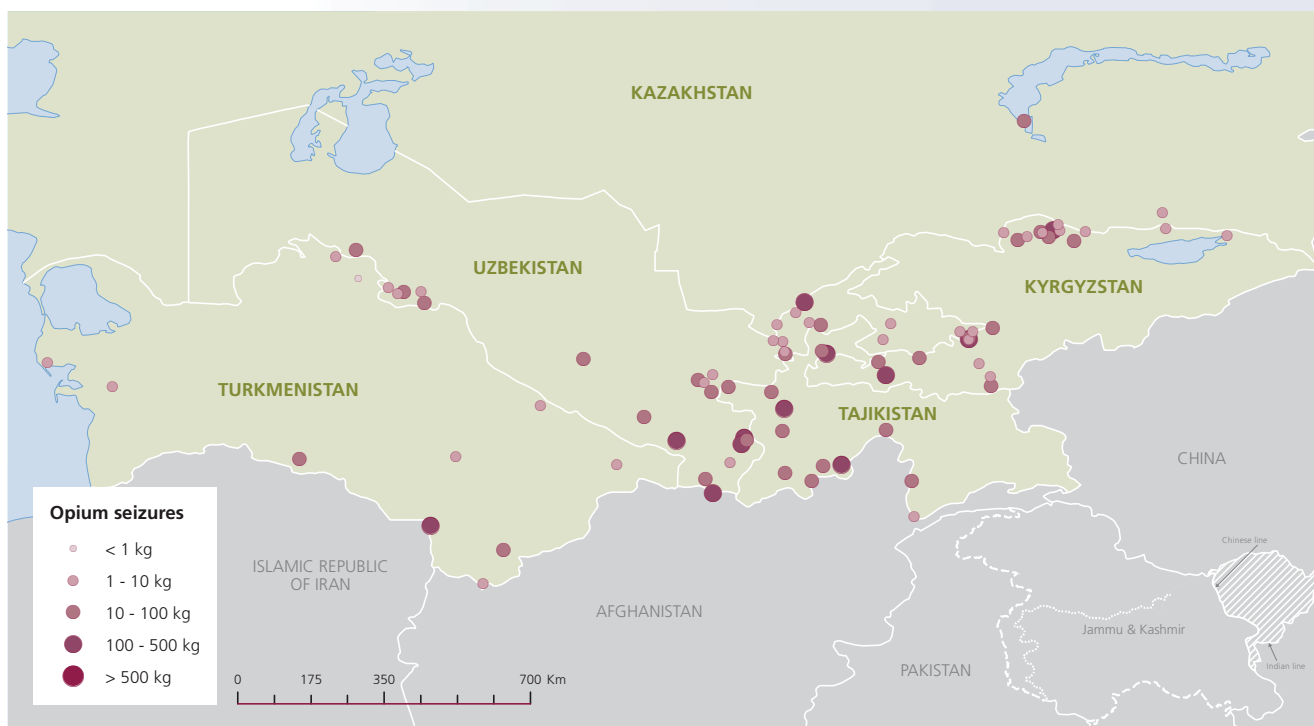 KAZAKHSTAN
UZBEKISTAN
KYRGYZSTAN
TURKMENISTAN
TAJIKISTAN
CHINA
Opium seizures
< 1 kg
1 - 10 kg
10 - 100 kg
100 - 500 kg
> 500 kg
ISLAMIC REPUBLIC
OF IRAN
AFGHANISTAN
PAKISTAN
Jammu & Kashmir
Chinese line
Indian line
0 175 350 700 Km